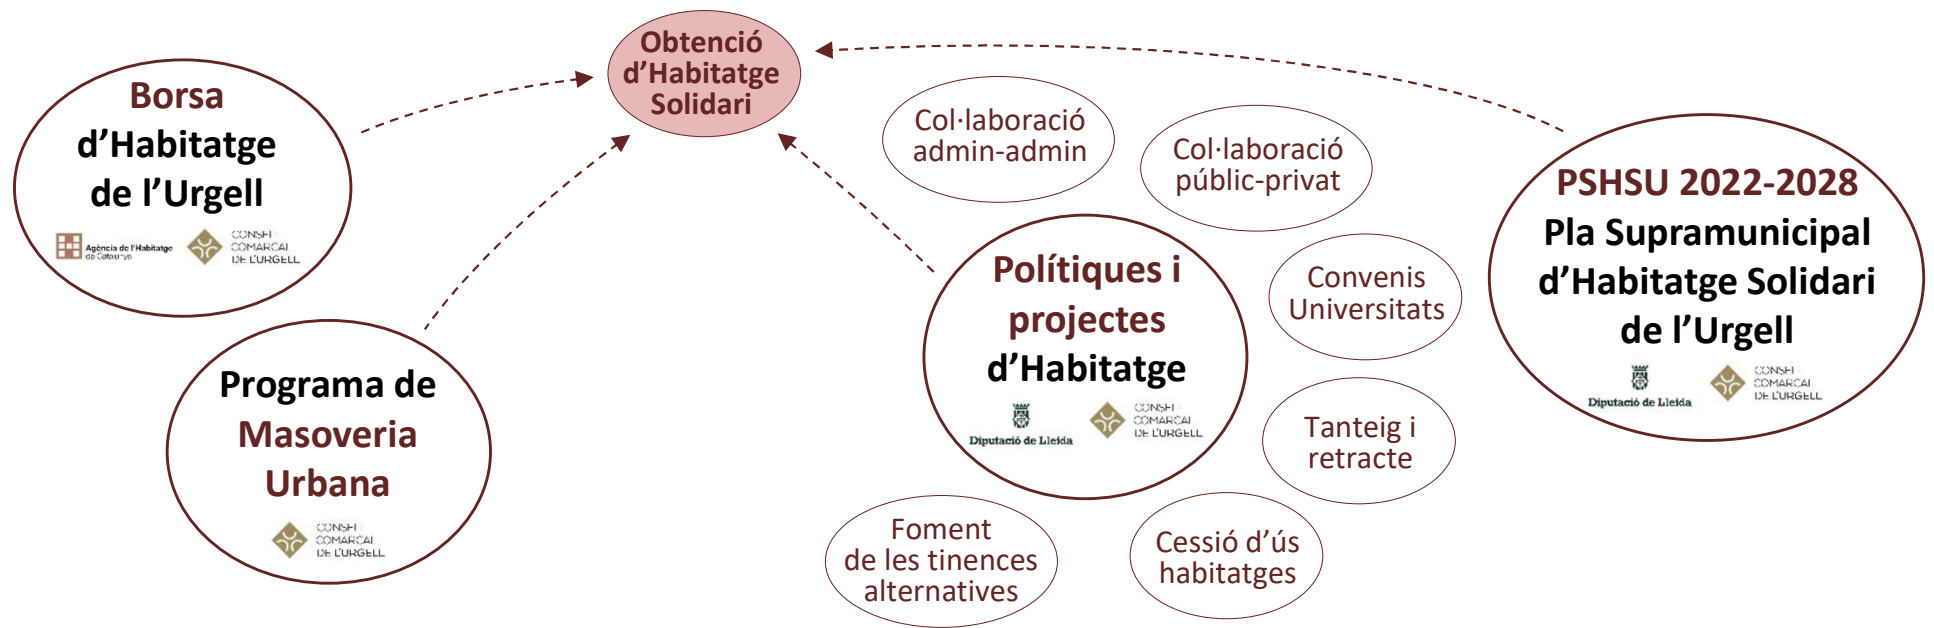 Obtenció
d’Habitatge
Solidari
Borsa
d’Habitatge
de l’Urgell
Agència de l'Habitatge
de Catalunya
CONSELL
COMARCAL
DE L'URGELL
Programa de
Masoveria
Urbana
CONSELL
COMARCAL
DE L'URGELL
Col·laboració
admin-admin
Col·laboració
públic-privat
Polítiques i
projectes
d’Habitatge
Diputació de Lleida
CONSELL
COMARCAL
DE L'URGELL
Convenis
Universitats
Tanteig i
retracte
Cessió d’ús
habitatges
Foment
de les tinences
alternatives
PSHSU 2022-2028
Pla Supramunicipal
d’Habitatge Solidari
de l’Urgell
Diputació de Lleida
CONSELL
COMARCAL
DE L'URGELL